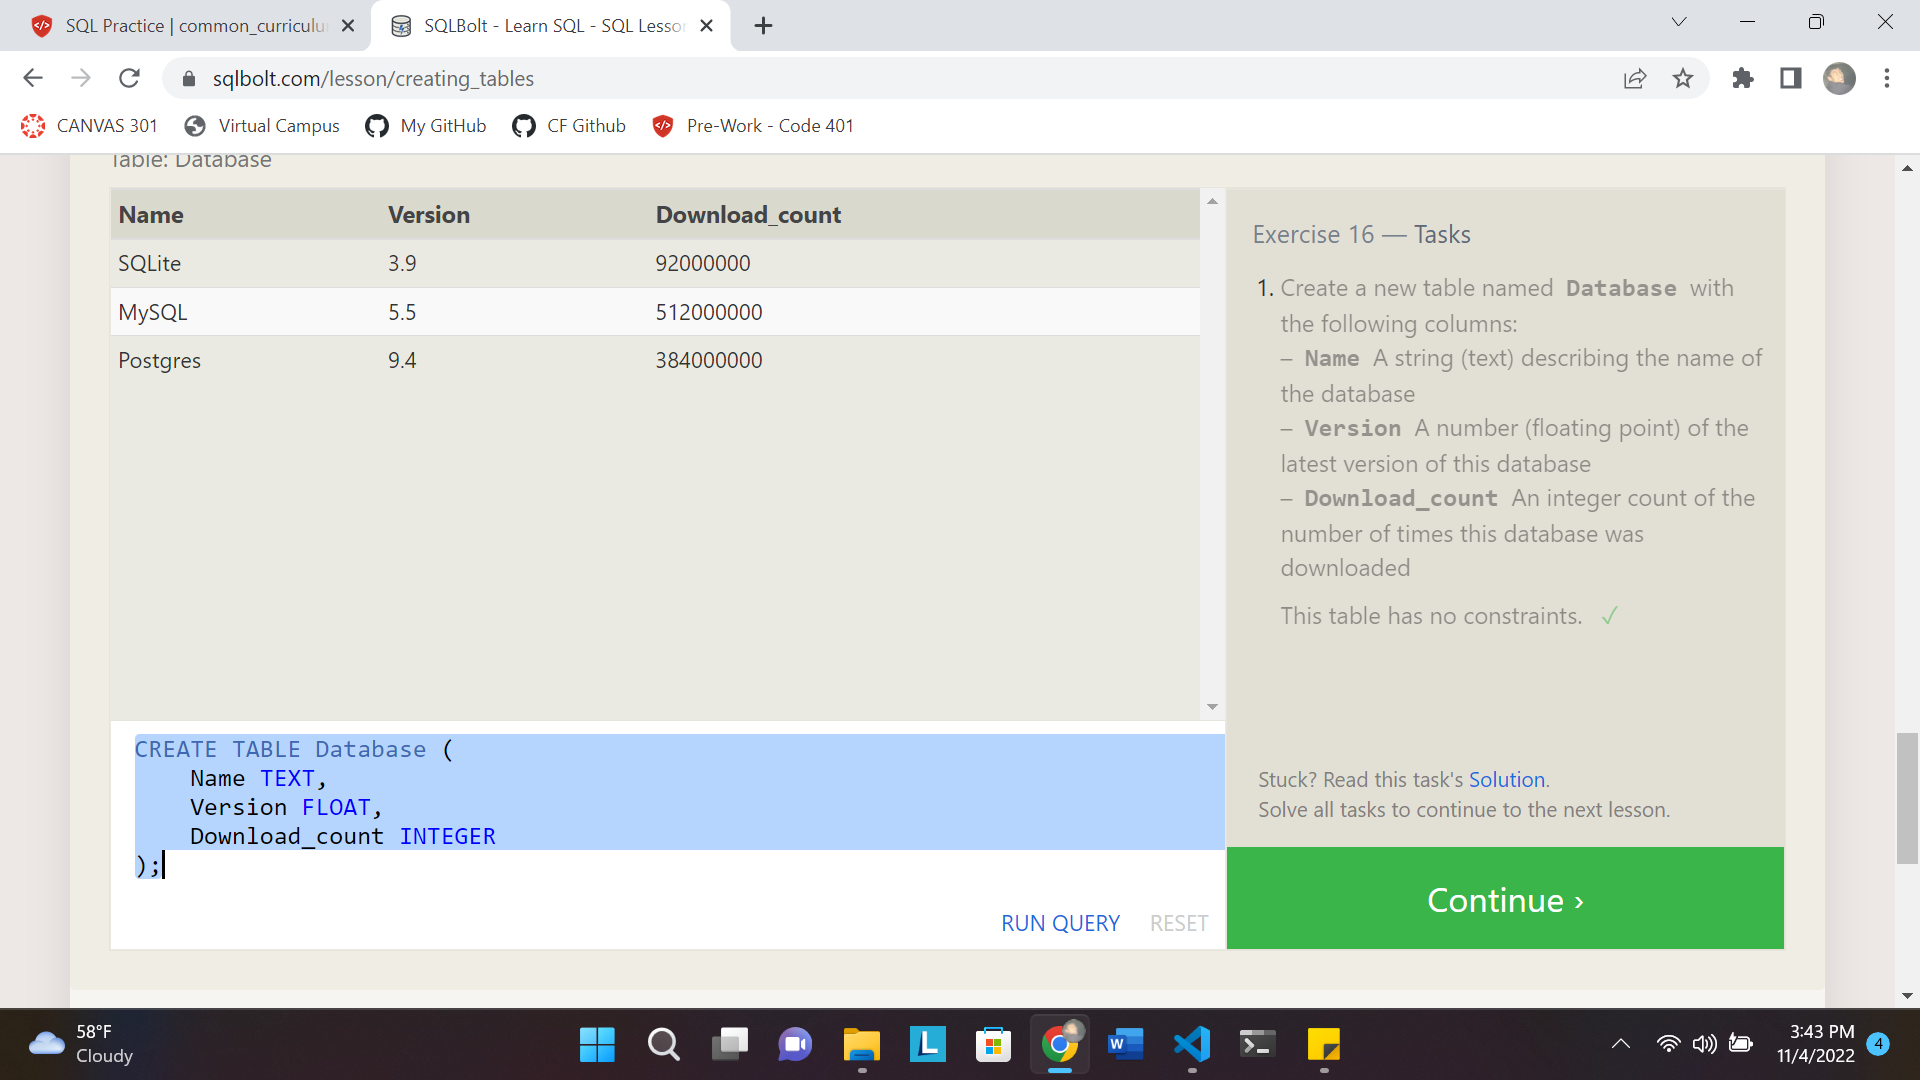 SQL Practice | common_curriculu
SQLBolt - Learn SQL - SQL Lesso
sqlbolt.com/lesson/creating_tables
CANVAS 301
Virtual Campus
My GitHub
CF Github
Pre-Work - Code 401
Table: Database
Name Version Download_count
SQLite 3.9 92000000
MySQL 5.5 512000000
Postgres 9.4 384000000
CREATE TABLE Database (
Name TEXT,
Version FLOAT,
Download_count INTEGER
);
RUN QUERY RESET
Exercise 16 — Tasks
1. Create a new table named Database with
the following columns:
– Name A string (text) describing the name of
the database
– Version A number (floating point) of the
latest version of this database
– Download_count An integer count of the
number of times this database was
downloaded
This table has no constraints. ✓
Stuck? Read this task's Solution.
Solve all tasks to continue to the next lesson.
Continue ›
58°F
Cloudy
L
W
3:43 PM
11/4/2022
4